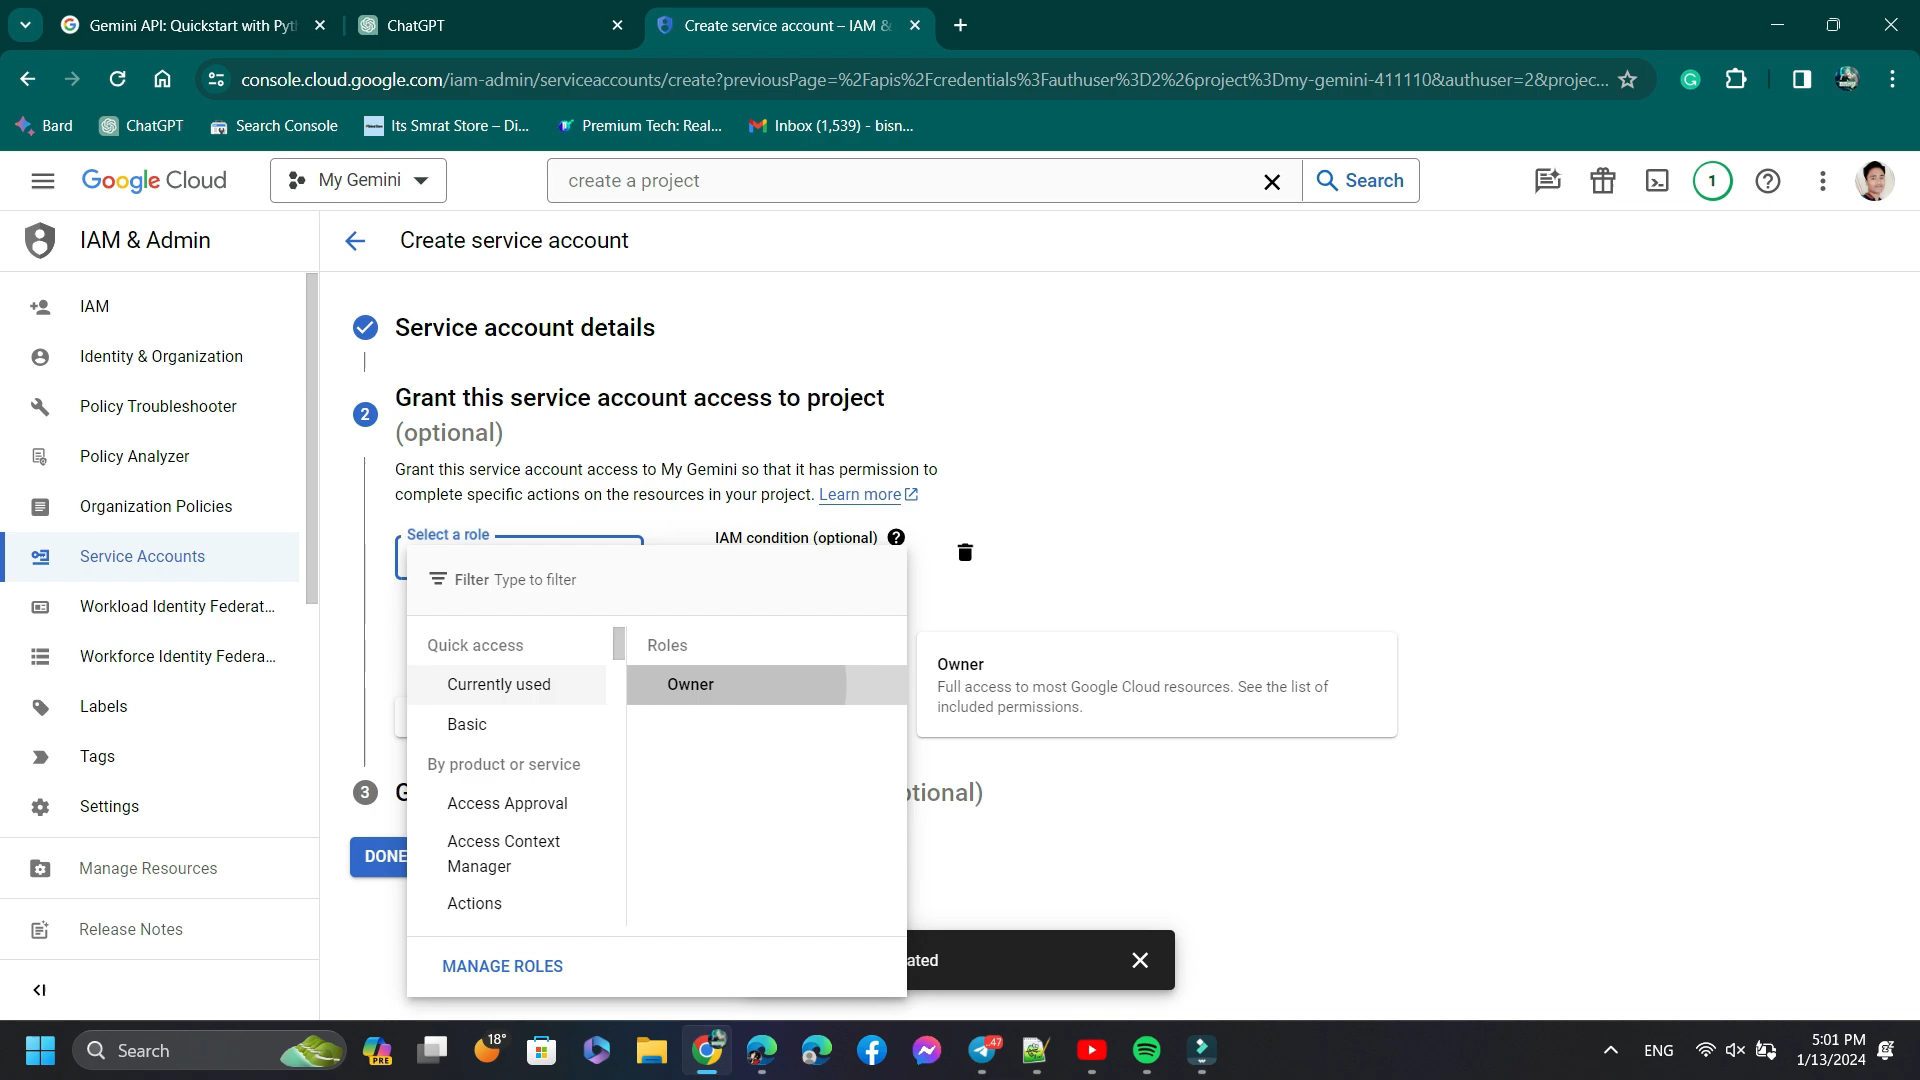 Gemini API: Quickstart with Pyt
ChatGPT
Create service account – IAM &
console.cloud.google.com/iam-admin/serviceaccounts/create?previousPage=%2Fapis%2Fcredentials%3Fauthuser%3D2%26project%3Dmy-gemini-411110&authuser=2&projec...
Bard
ChatGPT
Search Console
Its Smrat Store – Di...
Premium Tech: Real...
Inbox (1,539) - bisn...
Google Cloud
My Gemini
create a project
Search
1
IAM & Admin
Create service account
IAM
Identity & Organization
Policy Troubleshooter
Policy Analyzer
Organization Policies
Service Accounts
Workload Identity Federat...
Workforce Identity Federa...
Labels
Tags
Settings
Manage Resources
Release Notes
Service account details
2
Grant this service account access to project
(optional)
Grant this service account access to My Gemini so that it has permission to
complete specific actions on the resources in your project. Learn more
Select a role
IAM condition (optional)
Filter Type to filter
Quick access
Currently used
Basic
By product or service
Access Approval
Access Context
Manager
Actions
Roles
Owner
MANAGE ROLES
Owner
Full access to most Google Cloud resources. See the list of
included permissions.
3
G
ptional)
DONE
ated
Search
PRE
18°
47
ENG
5:01 PM
1/13/2024